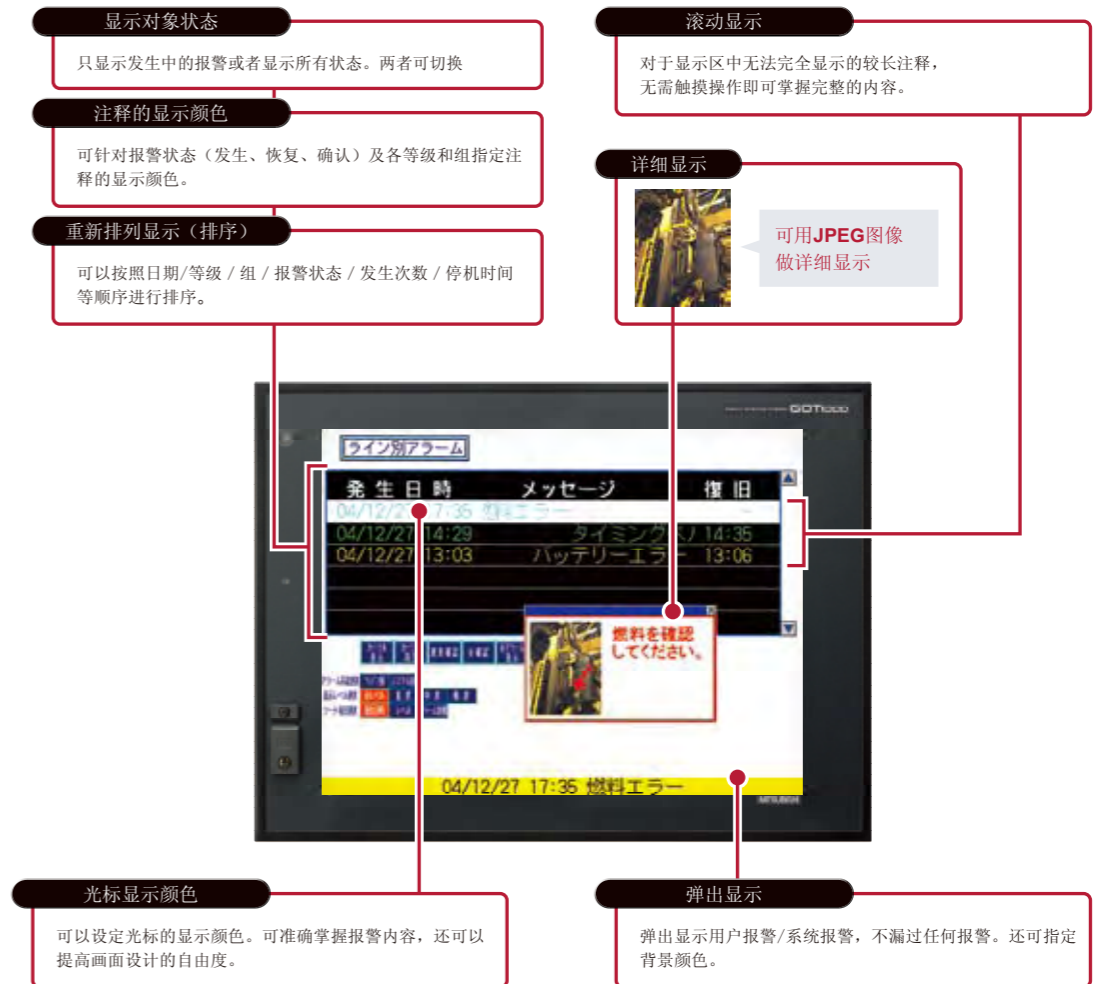 显示对象状态
只显示发生中的报警或者显示所有状态。两者可切换
注释的显示颜色
可针对报警状态（发生、恢复、确认）及各等级和组指定注
释的显示颜色。
重新排列显示（排序）
可以按照日期/等级 / 组 / 报警状态 / 发生次数 / 停机时间
等顺序进行排序。
滚动显示
对于显示区中无法完全显示的较长注释，
无需触摸操作即可掌握完整的内容。
详细显示
可用JPEG图像
做详细显示
GOT1000
ライン別アラーム
発生日時 メッセージ 復旧
04/12/27 17:35 燃料エラー -
04/12/27 14:29 タイミング 14:35
04/12/27 13:03 バッテリーエラー 13:06
燃料を確認
してください。
04/12/27 17:35 燃料エラー
MITSUBISHI
光标显示颜色
可以设定光标的显示颜色。可准确掌握报警内容，还可以
提高画面设计的自由度。
弹出显示
弹出显示用户报警/系统报警，不漏过任何报警。还可指定
背景颜色。